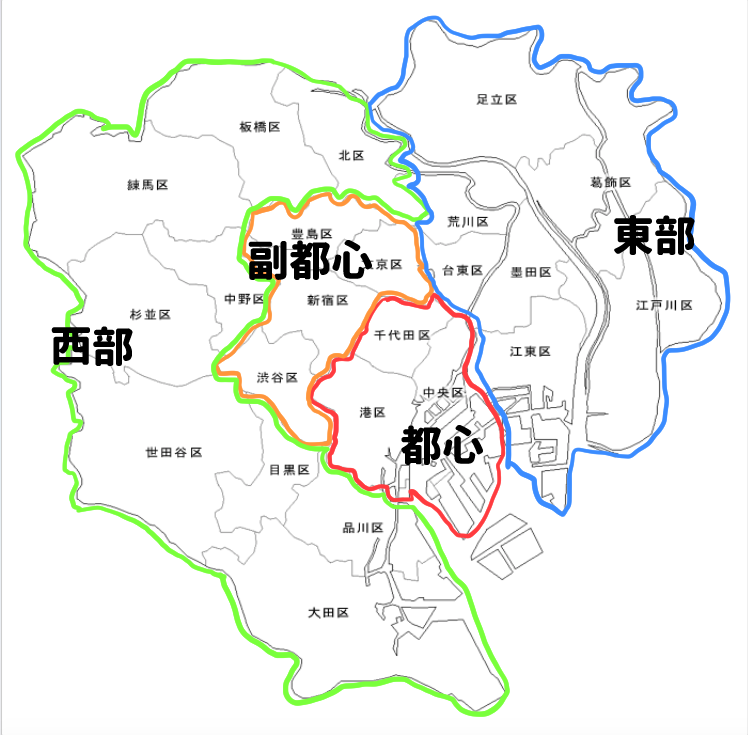 足立区
板橋区
北区
練馬区
葛飾区
荒川区
豊島区
東部
副都心
京区
台東区
墨田区
中野区
新宿区
江戸川区
杉並区
千代田区
西部
江東区
渋谷区
中央区
港区
都心
世田谷区
目黒区
品川区
大田区